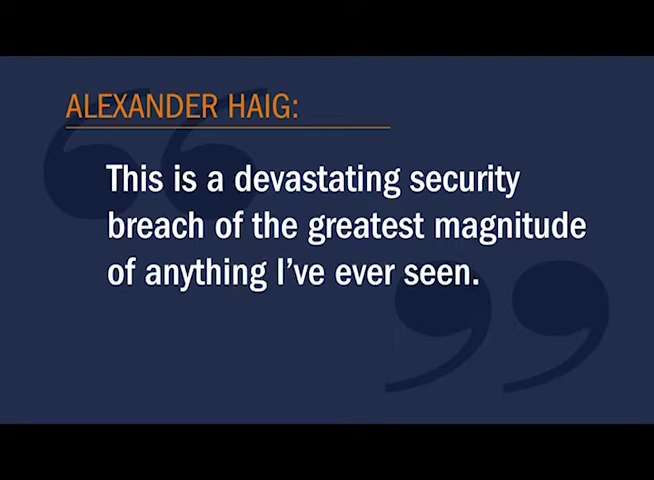 ALEXANDER HAIG:
This is a devastating security
breach of the greatest magnitude
of anything I've ever seen.